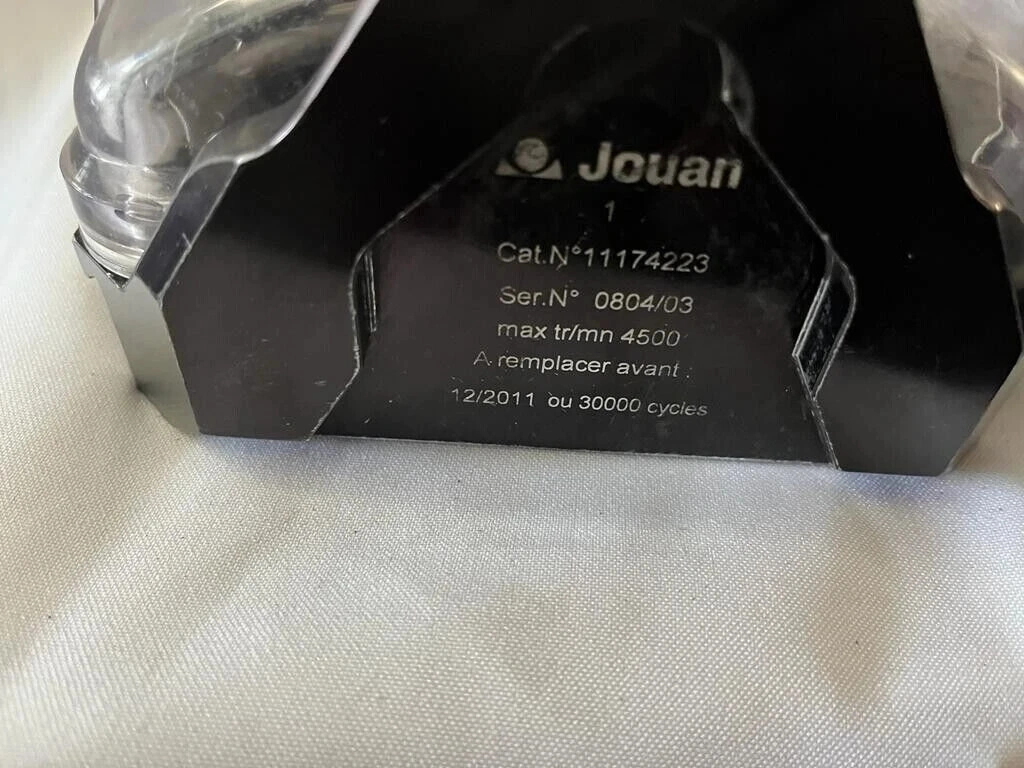 Jouan
1
Cat.N°11174223
Ser.N° 0804/03
max tr/mn 4500
A remplacer avant :
12/2011 ou 30000 cycles